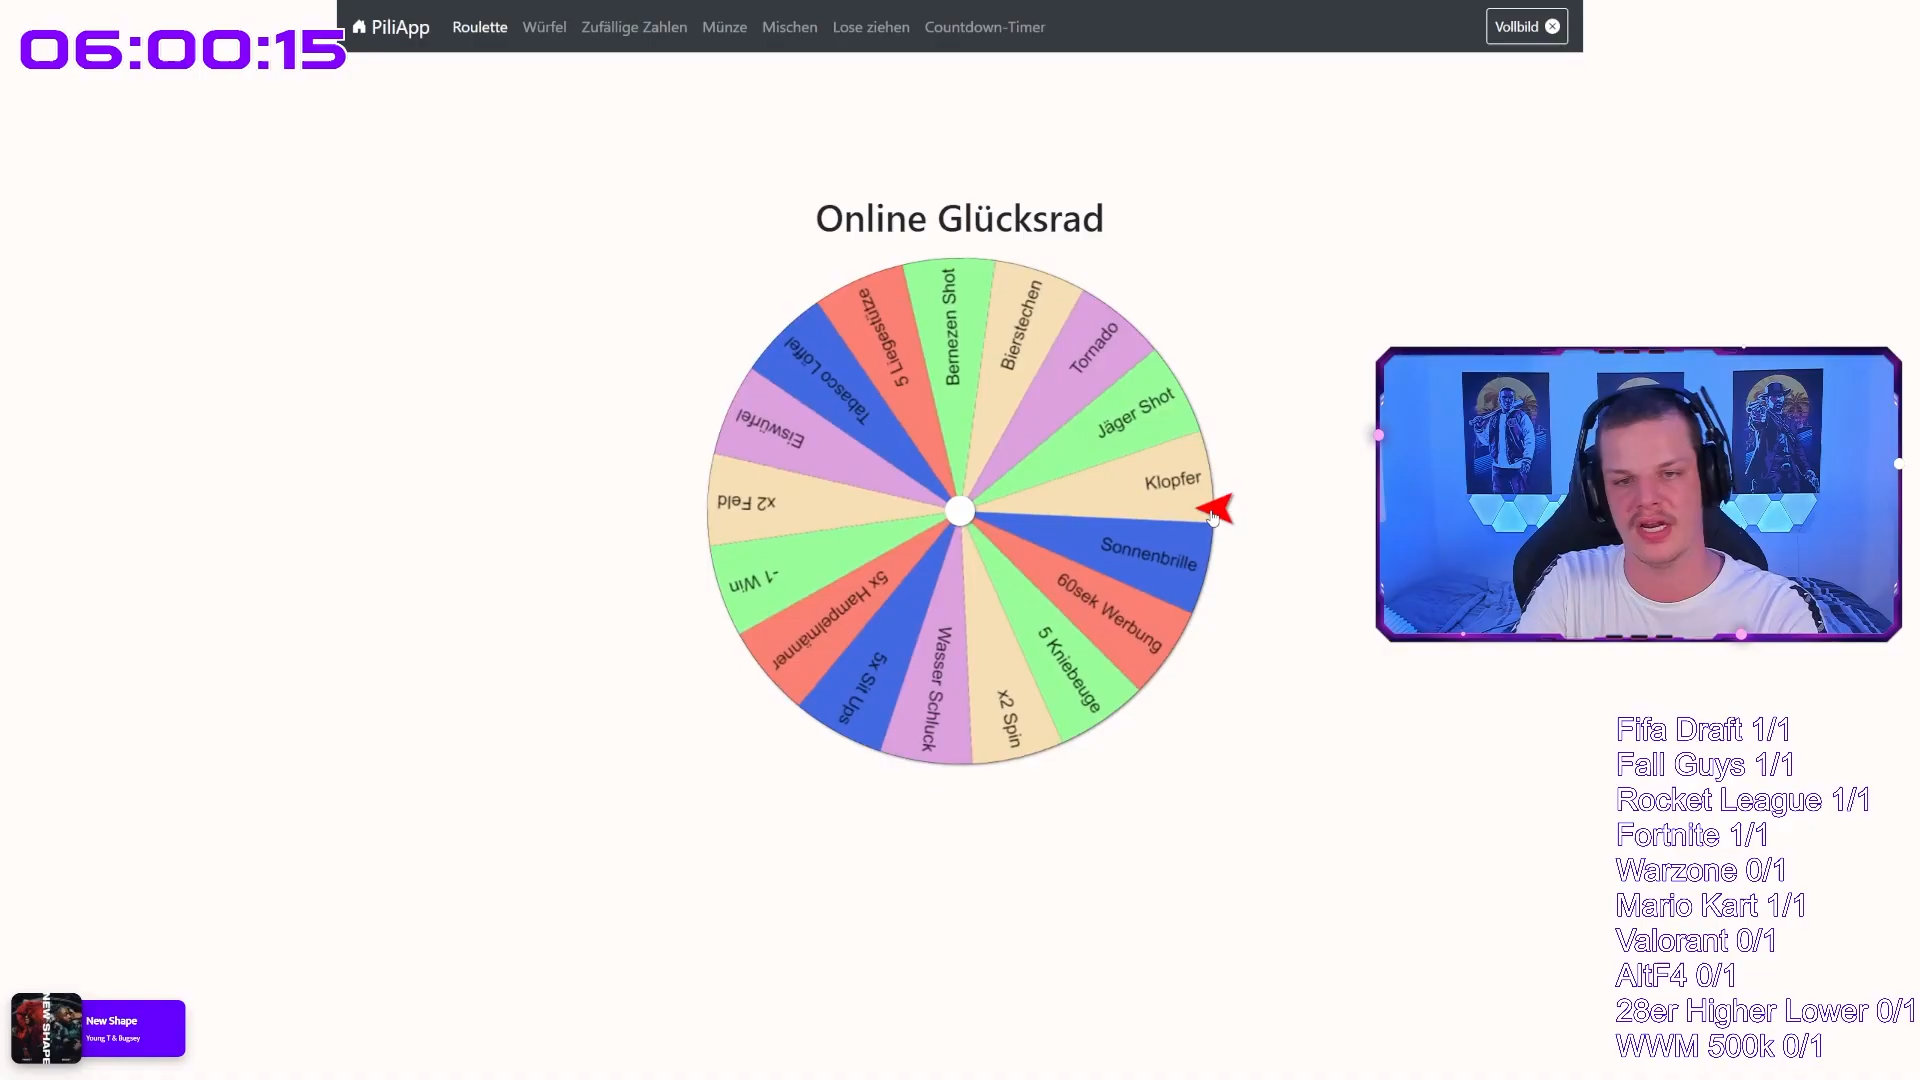 06:00:15
PiliApp Roulette Würfel Zufällige Zahlen Münze Mischen Lose ziehen Countdown-Timer Vollbild
Online Glücksrad
Bernezen Shot
Bierstechen
Tornado
Jäger Shot
Klopfer
Sonnenbrille
60sek Werbung
5 Kniebeuge
x2 Spin
Wasser Schluck
5x Sit Ups
5x Hampelmänner
-1 Win
x2 Feld
Eiswürfel
Tabasco Löffel
5 Liegestütze
Fifa Draft 1/1
Fall Guys 1/1
Rocket League 1/1
Fortnite 1/1
Warzone 0/1
Mario Kart 1/1
Valorant 0/1
AltF4 0/1
28er Higher Lower 0/1
WWM 500k 0/1
NEW SHAPE
New Shape
Young T & Bugsey